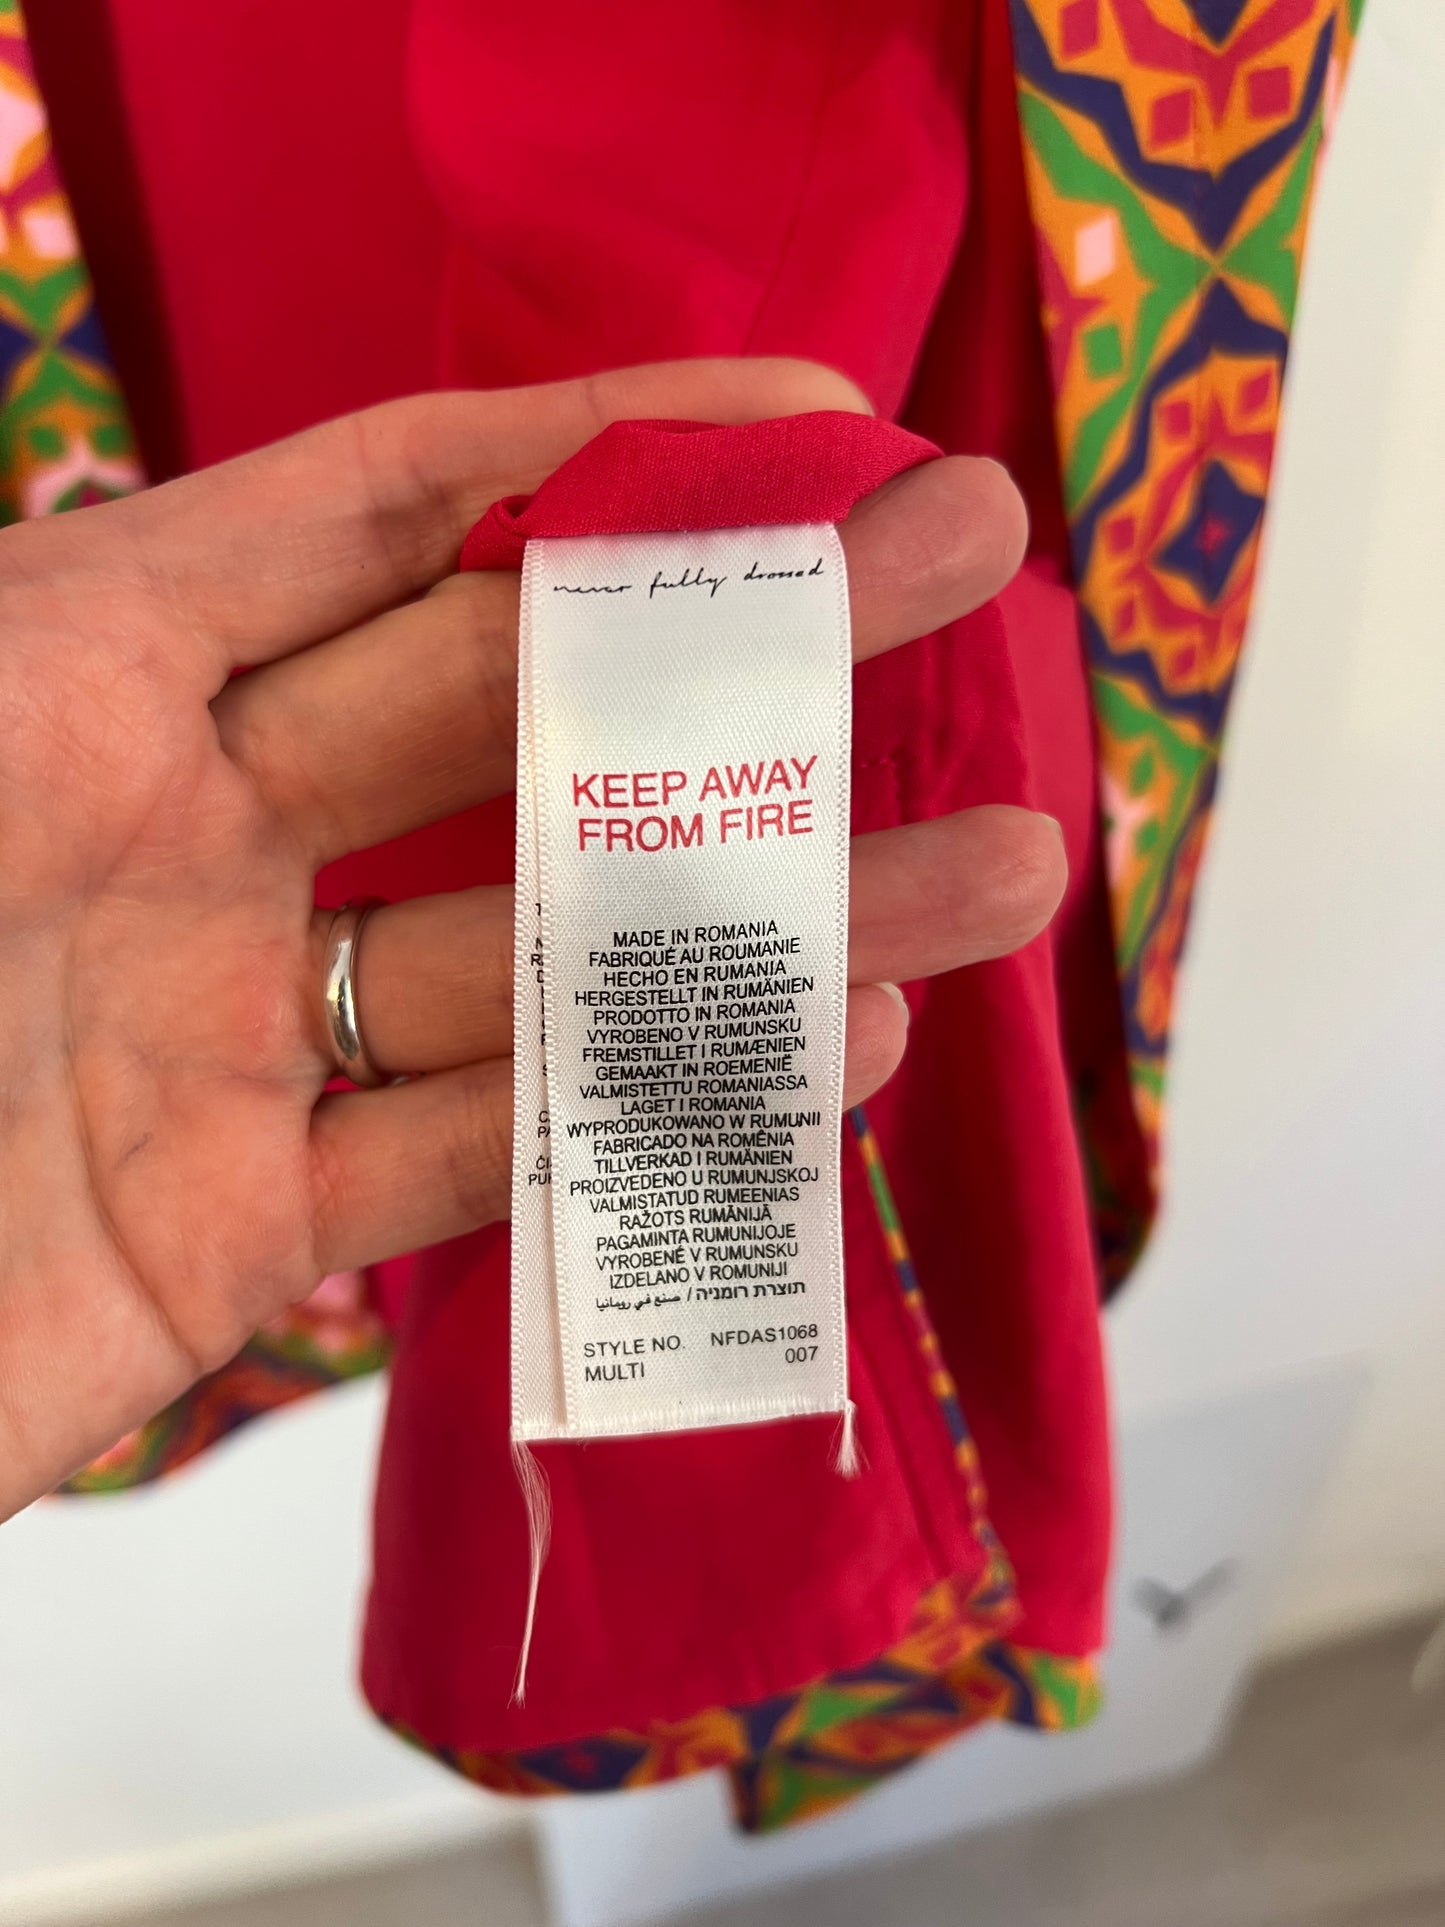 never fully dressed
KEEP AWAY
FROM FIRE
MADE IN ROMANIA
FABRIQUÉ AU ROUMANIE
HECHO EN RUMANIA
HERGESTELLT IN RUMÄNIEN
PRODOTTO IN ROMANIA
VYROBENO V RUMUNSKU
FREMSTILLET I RUMÆNIEN
GEMAAKT IN ROEMENIË
VALMISTETTU ROMANIASSA
LAGET I ROMANIA
WYPRODUKOWANO W RUMUNII
FABRICADO NA ROMÊNIA
TILLVERKAD I RUMÄNIEN
PROIZVEDENO U RUMUNJSKOJ
VALMISTATUD RUMEENIAS
RAŽOTS RUMĀNIJĀ
PAGAMINTA RUMUNIJOJE
VYROBENÉ V RUMUNSKU
IZDELANO V ROMUNIJI
תוצרת רומניה / صنع في رومانيا
STYLE NO. NFDAS1068
MULTI 007